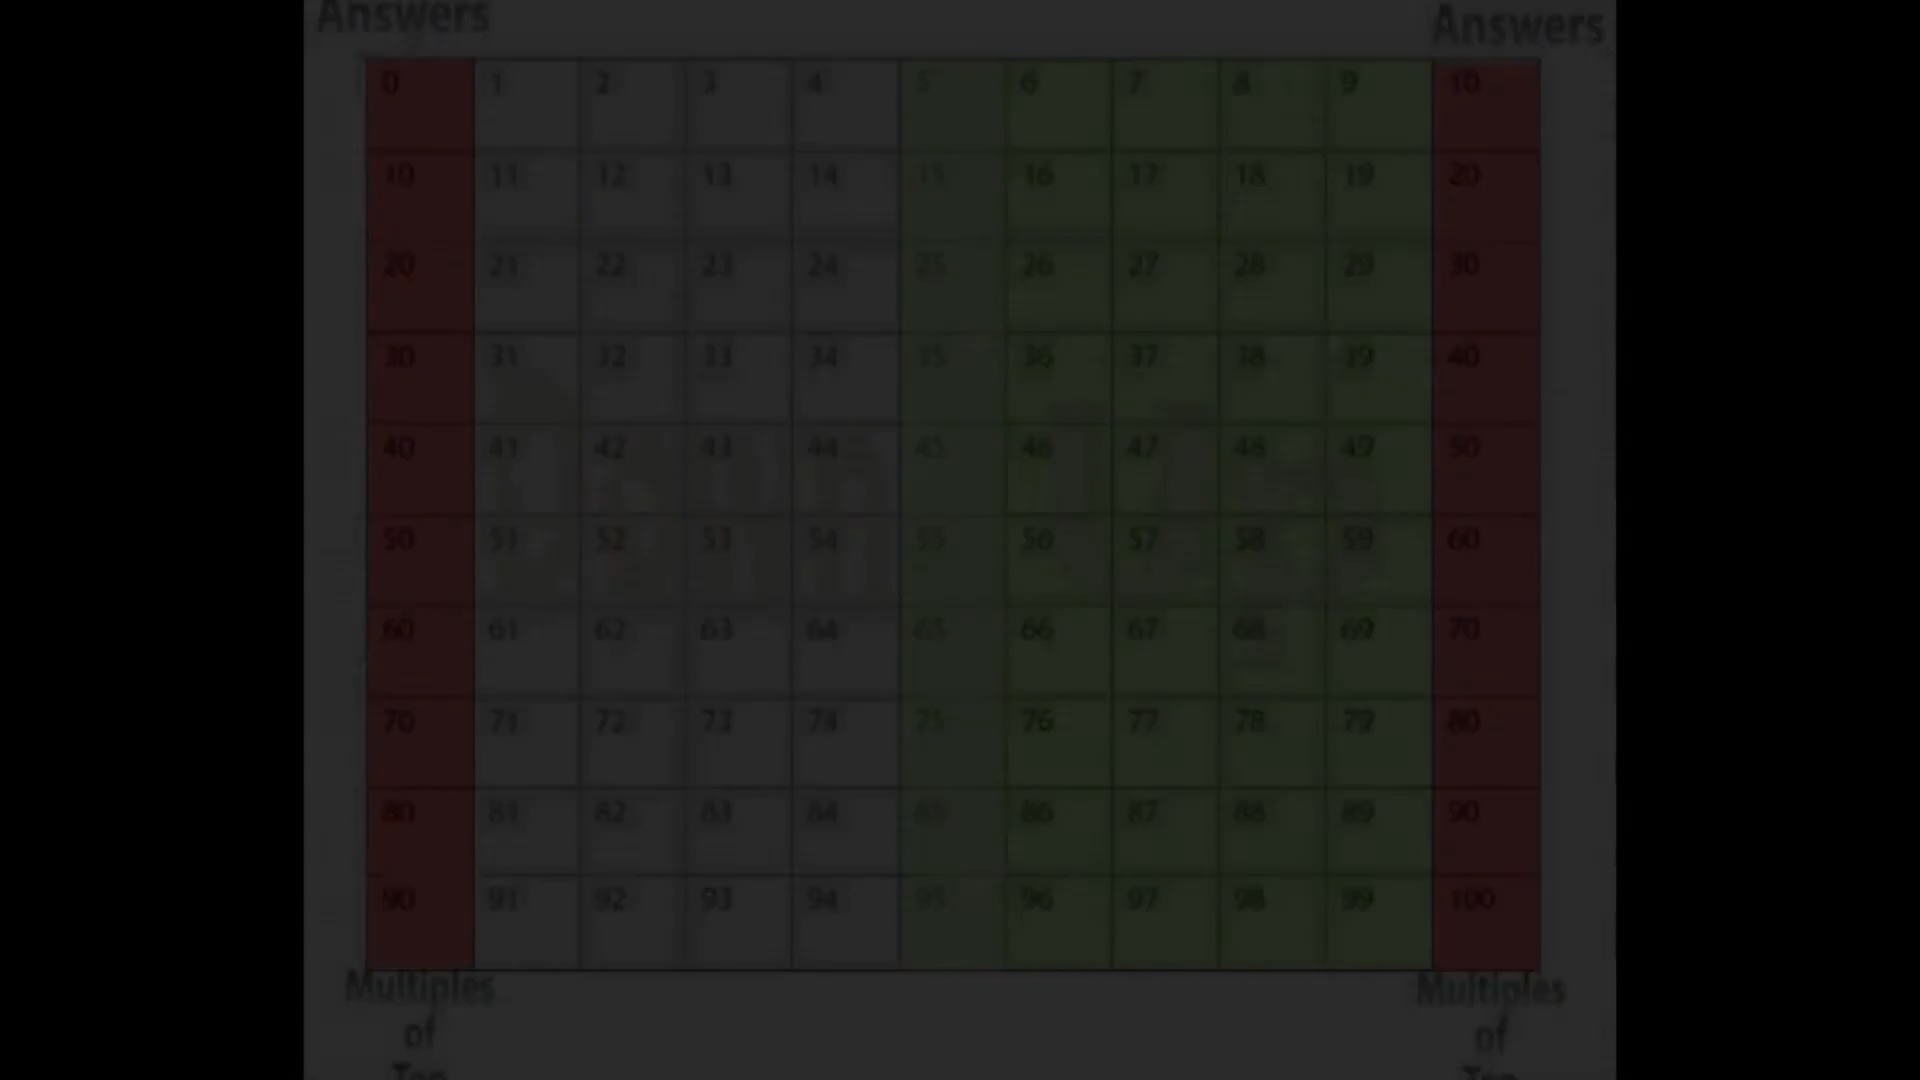 Answers Answers
0 1 2 3 4 5 6 7 8 9 10
10 11 12 13 14 15 16 17 18 19 20
20 21 22 23 24 25 26 27 28 29 30
30 31 32 33 34 35 36 37 38 39 40
40 41 42 43 44 45 46 47 48 49 50
50 51 52 53 54 55 56 57 58 59 60
60 61 62 63 64 65 66 67 68 69 70
70 71 72 73 74 75 76 77 78 79 80
80 81 82 83 84 85 86 87 88 89 90
90 91 92 93 94 95 96 97 98 99 100
Multiples Multiples
of of
Ten Ten